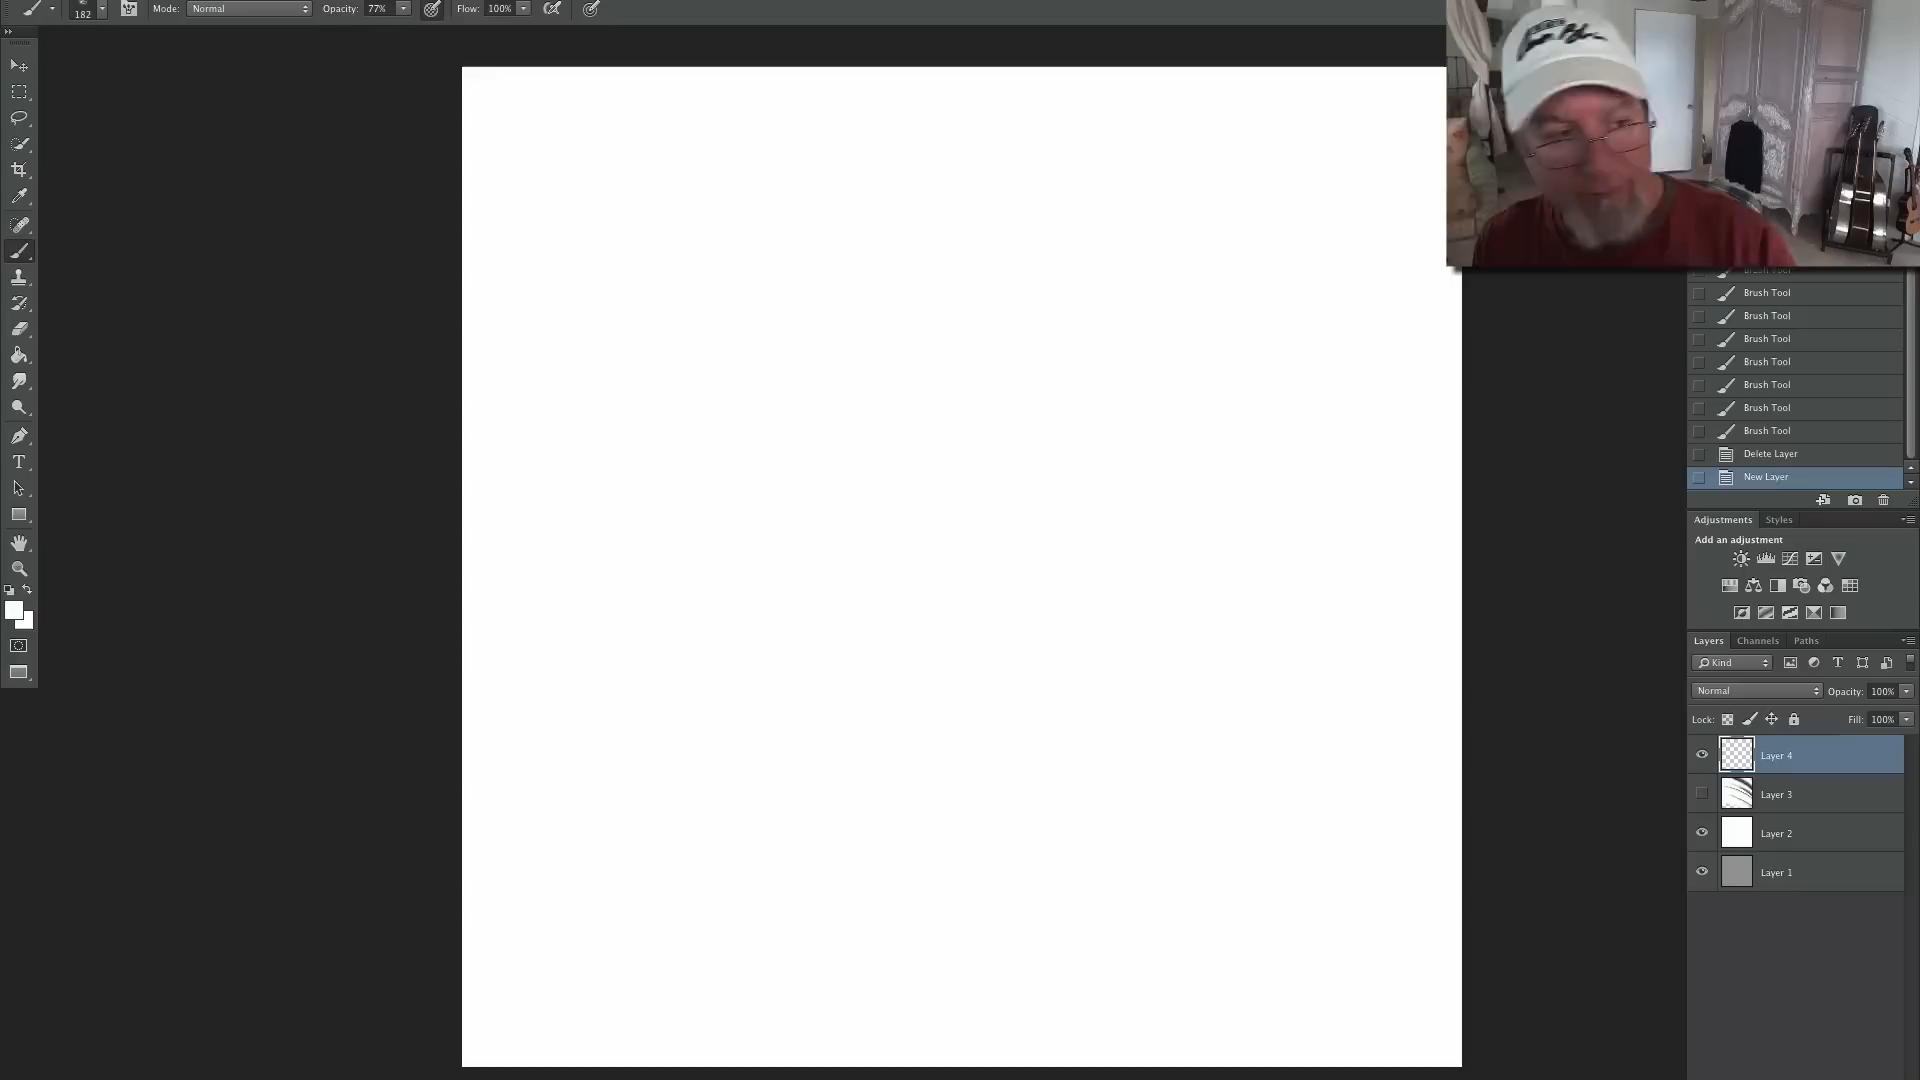 182 Mode: Normal Opacity: 77% Flow: 100%
Brush Tool
Brush Tool
Brush Tool
Brush Tool
Brush Tool
Brush Tool
Brush Tool
Brush Tool
Delete Layer
New Layer
Adjustments Styles
Add an adjustment
Layers Channels Paths
Kind
Normal Opacity: 100%
Lock: Fill: 100%
Layer 4
Layer 3
Layer 2
Layer 1